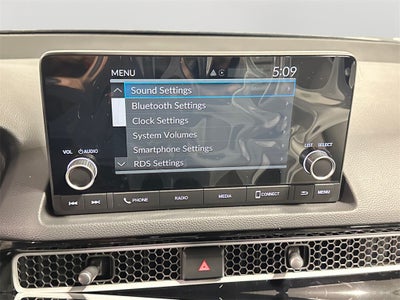 MENU 5:09
Sound Settings
Bluetooth Settings
Clock Settings
System Volumes
Smartphone Settings
RDS Settings
VOL AUDIO LIST SELECT
PHONE RADIO MEDIA CONNECT MENU